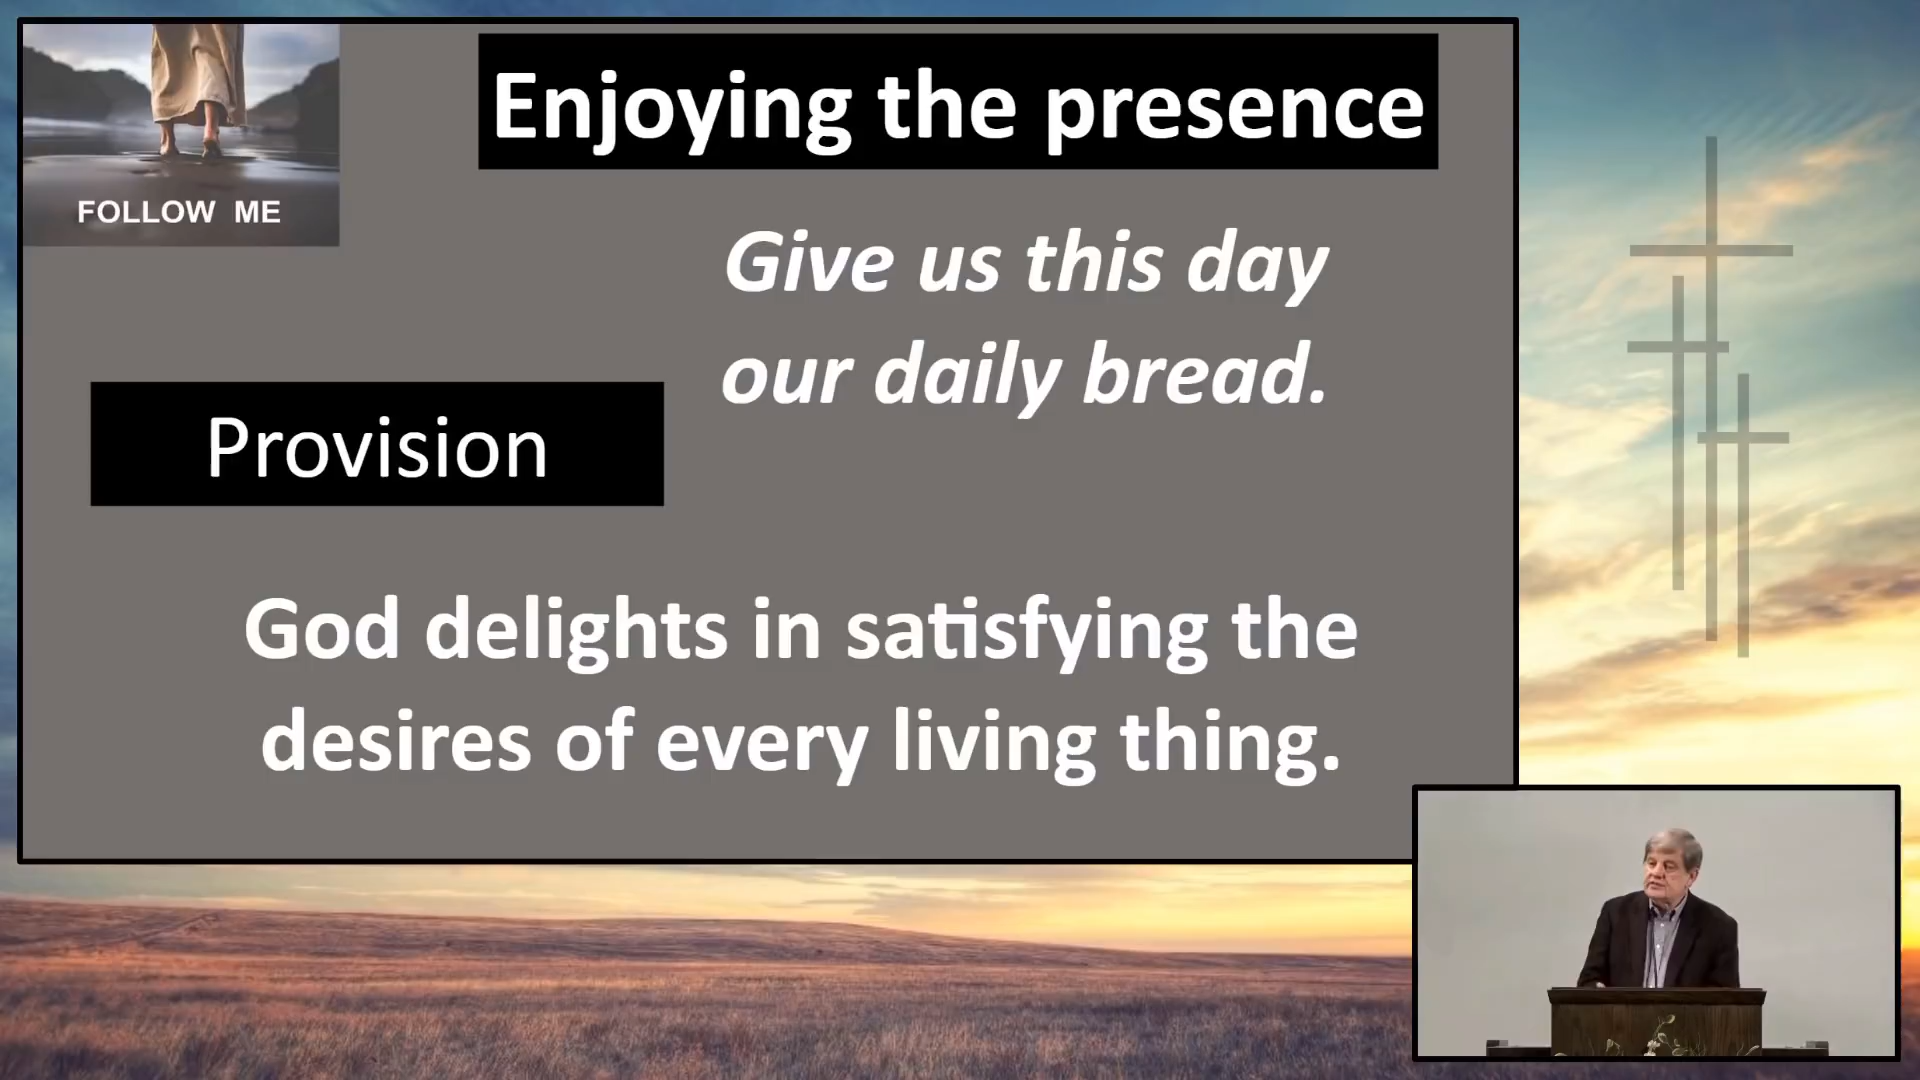 FOLLOW ME
Enjoying the presence
Give us this day
our daily bread.
Provision
God delights in satisfying the
desires of every living thing.